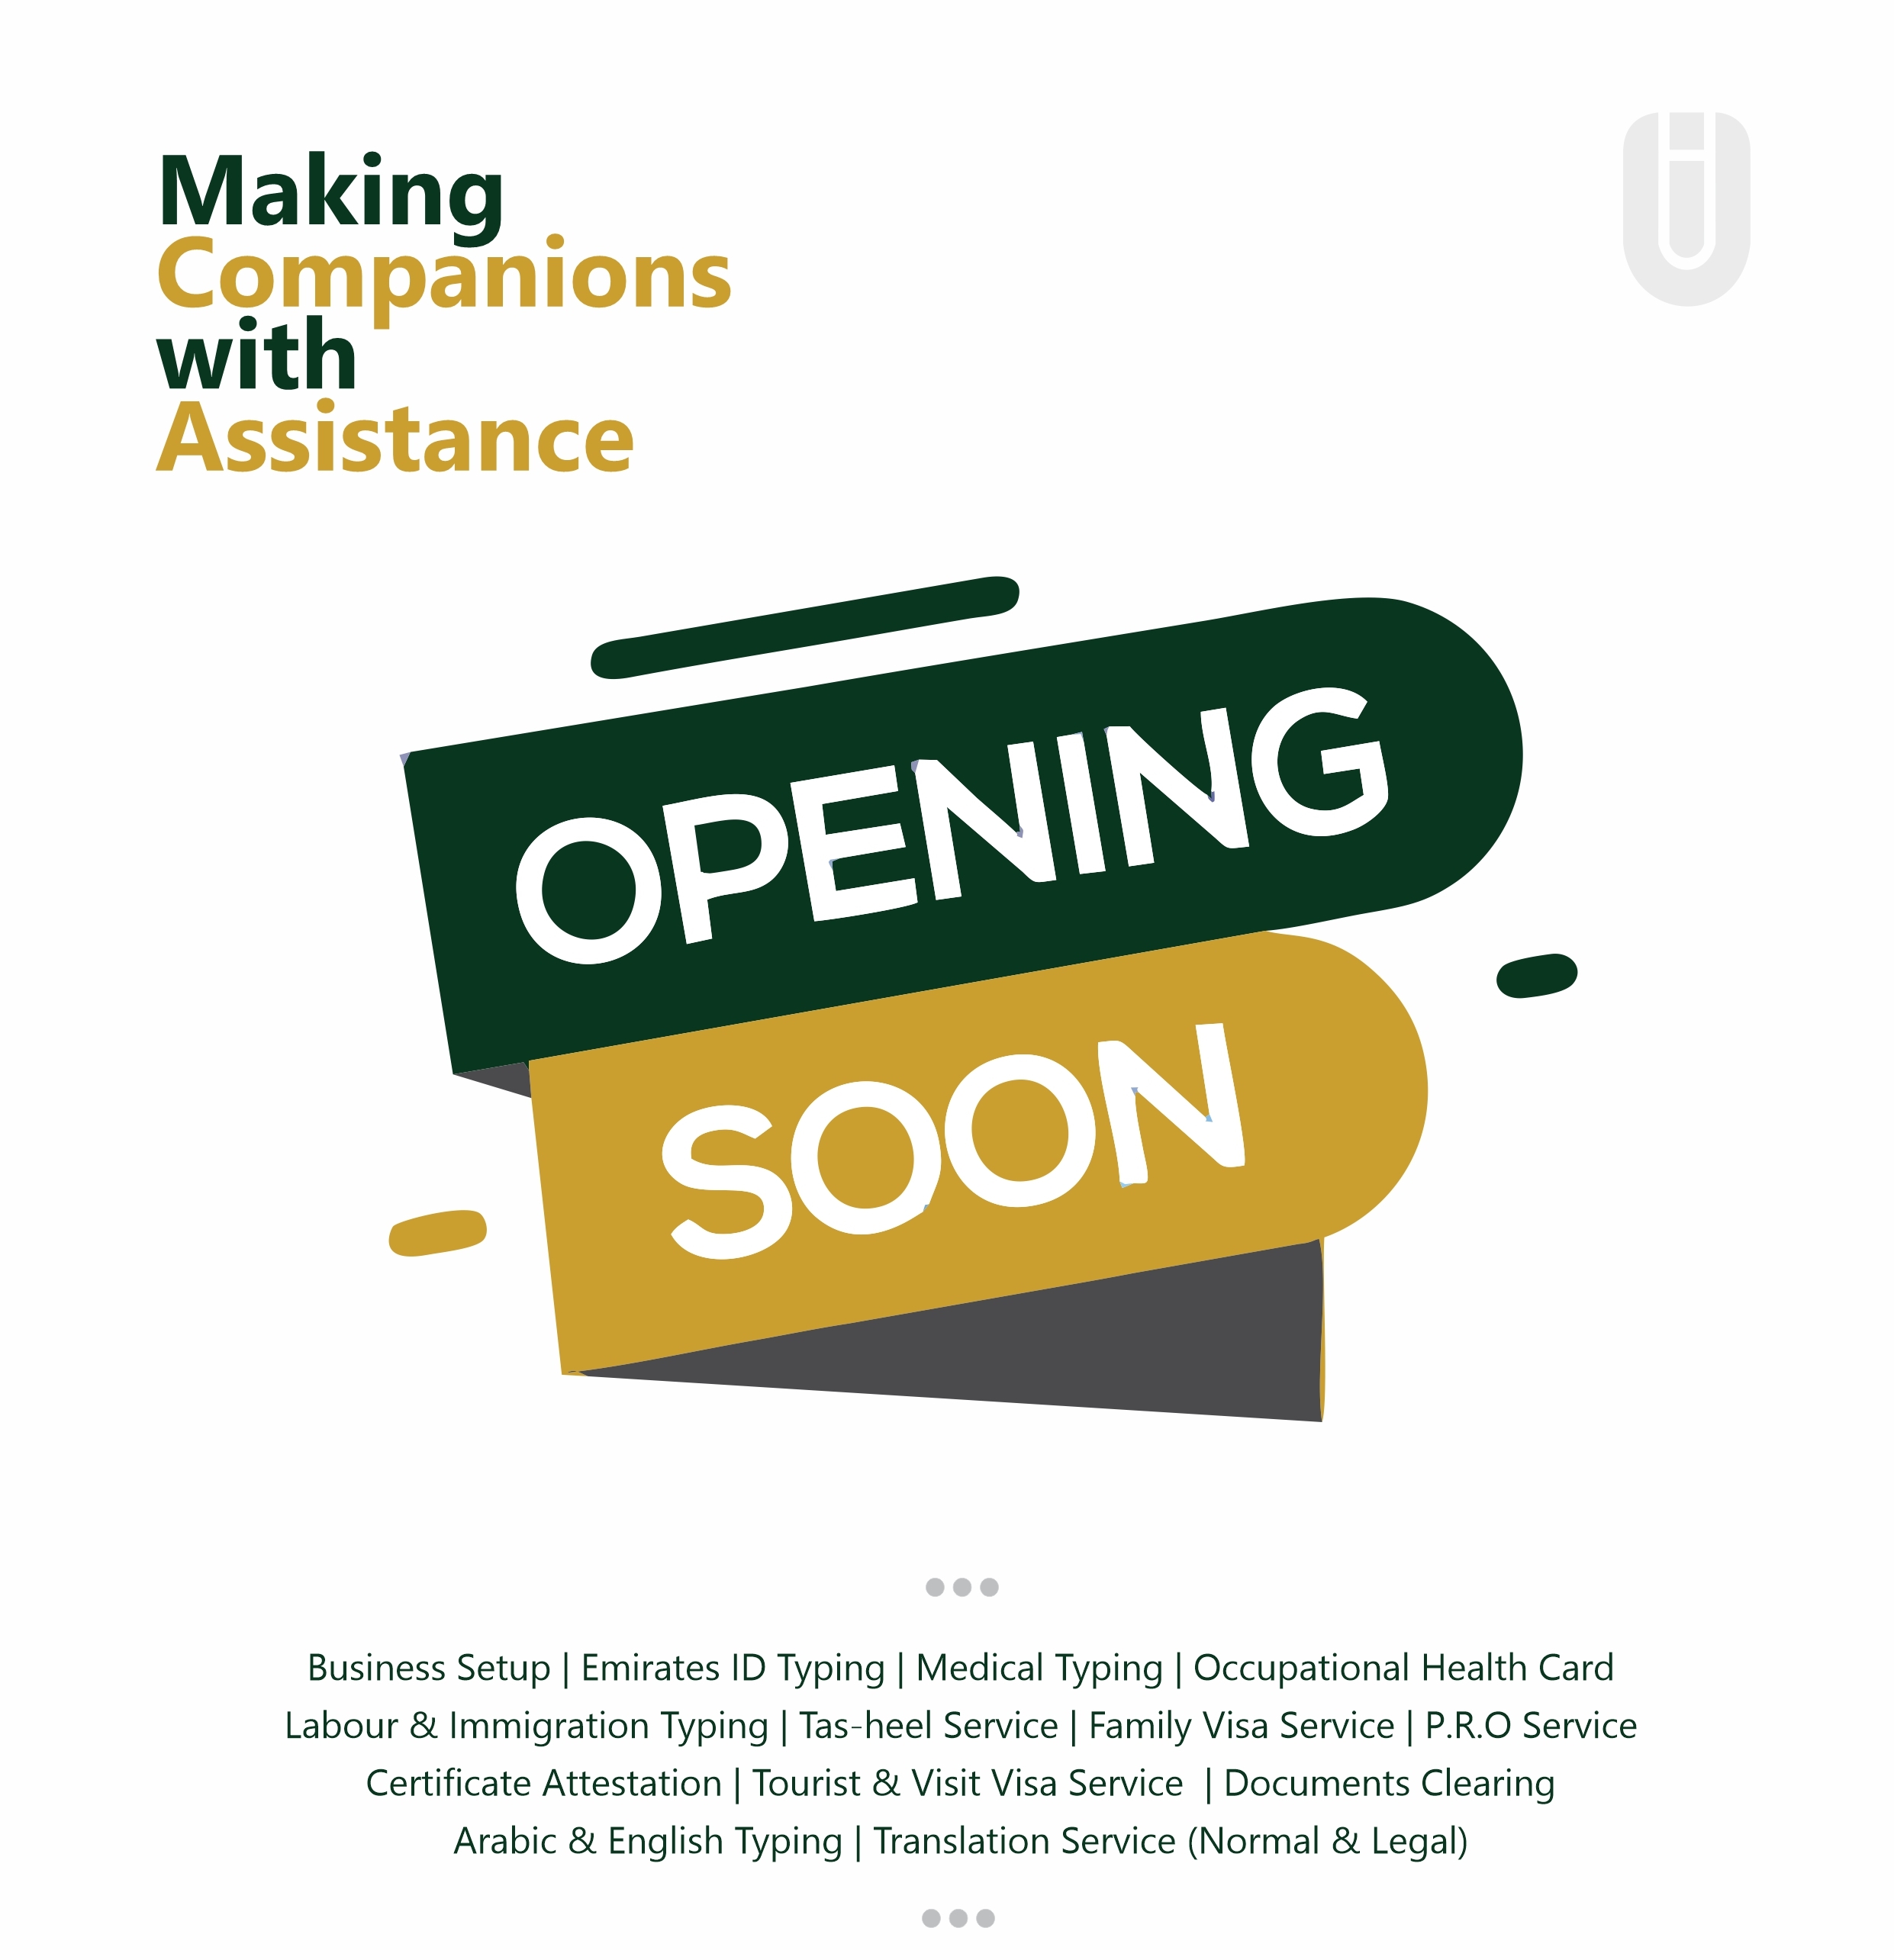 Making
Companions
with
Assistance
OPENING
SOON
Business Setup | Emirates ID Typing | Medical Typing | Occupational Health Card
Labour & Immigration Typing | Tas-heel Service | Family Visa Service | P.R.O Service
Certificate Attestation | Tourist & Visit Visa Service | Documents Clearing
Arabic & English Typing | Translation Service (Normal & Legal)